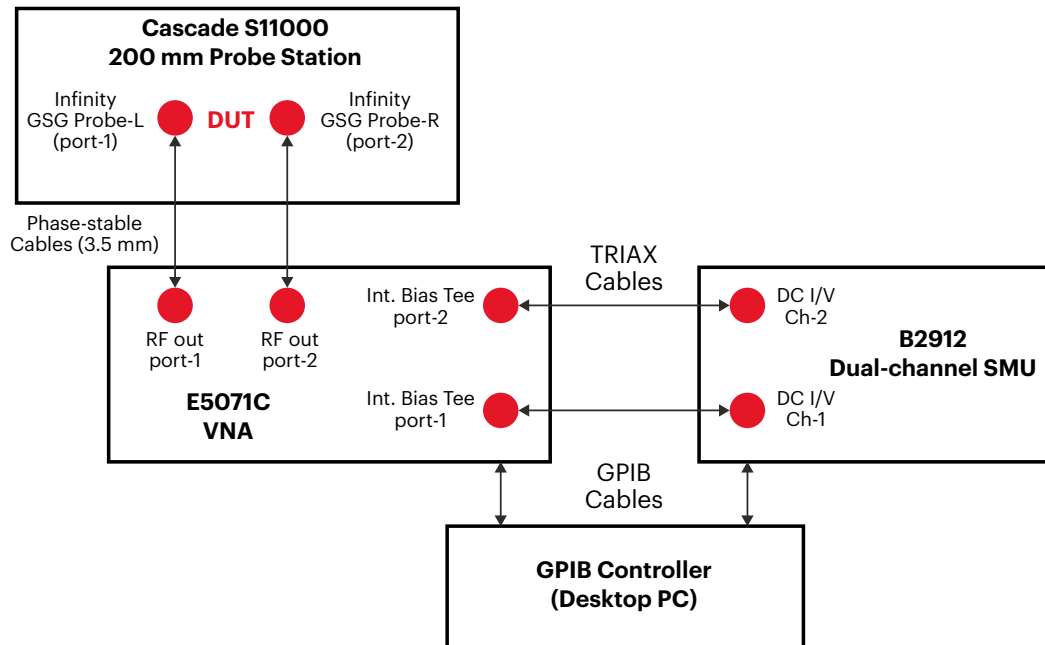 Cascade S11000
200 mm Probe Station
Infinity
GSG Probe-L
(port-1)
DUT
Infinity
GSG Probe-R
(port-2)
Phase-stable
Cables (3.5 mm)
RF out
port-1
RF out
port-2
Int. Bias Tee
port-2
Int. Bias Tee
port-1
E5071C
VNA
TRIAX
Cables
DC I/V
Ch-2
B2912
Dual-channel SMU
DC I/V
Ch-1
GPIB
Cables
GPIB Controller
(Desktop PC)